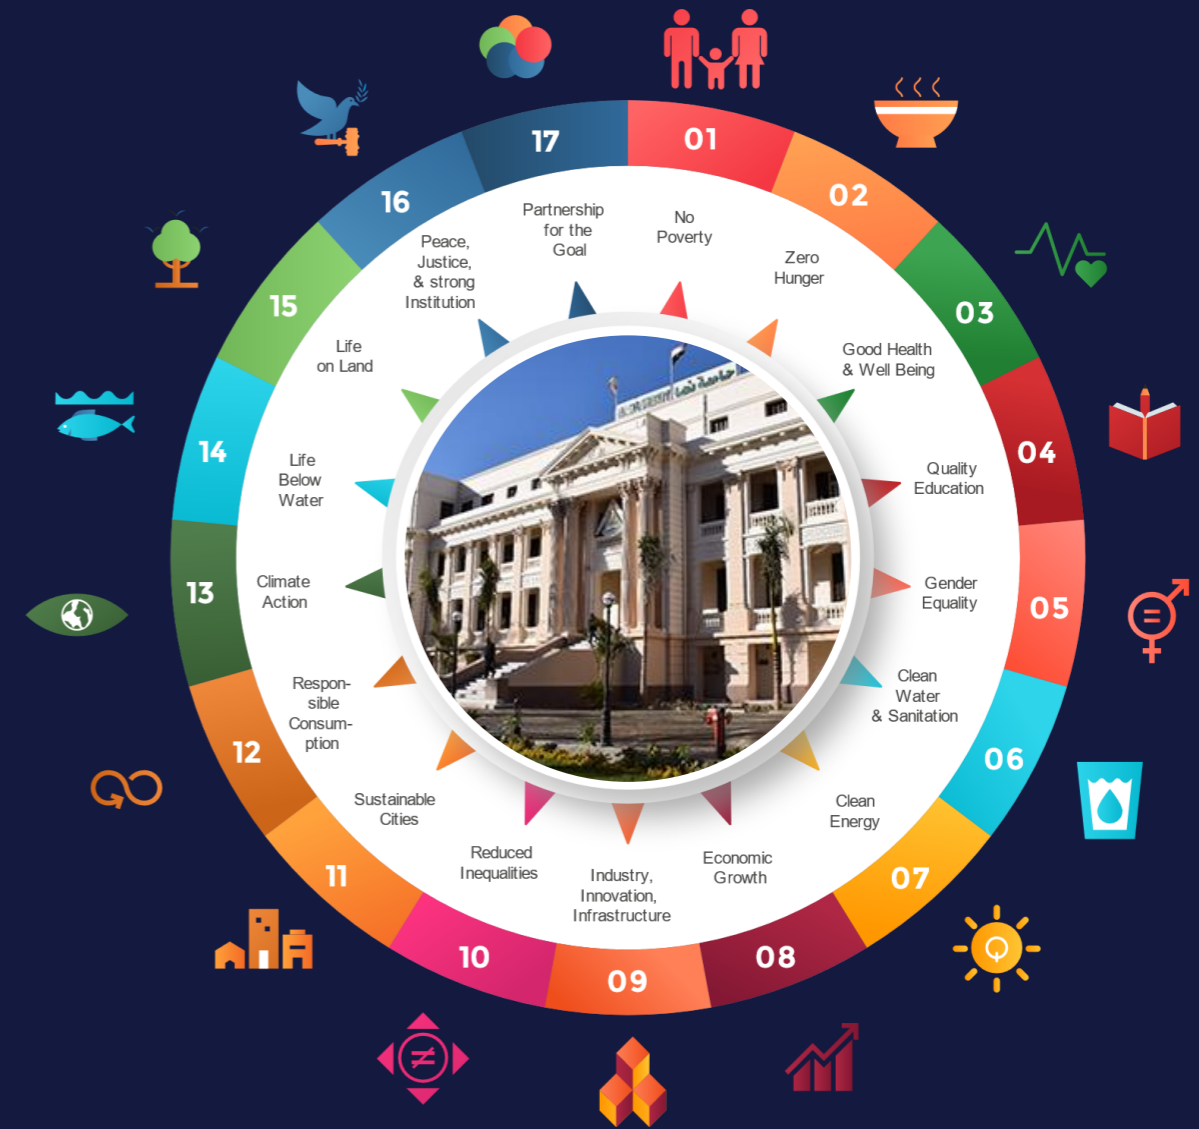 01
No
Poverty
02
Zero
Hunger
03
Good Health
& Well Being
04
Quality
Education
05
Gender
Equality
06
Clean
Water
& Sanitation
07
Clean
Energy
08
Economic
Growth
09
Industry,
Innovation,
Infrastructure
10
Reduced
Inequalities
11
Sustainable
Cities
12
Respon-
sible
Consum-
ption
13
Climate
Action
14
Life
Below
Water
15
Life
on Land
16
Peace,
Justice,
& strong
Institution
17
Partnership
for the
Goal